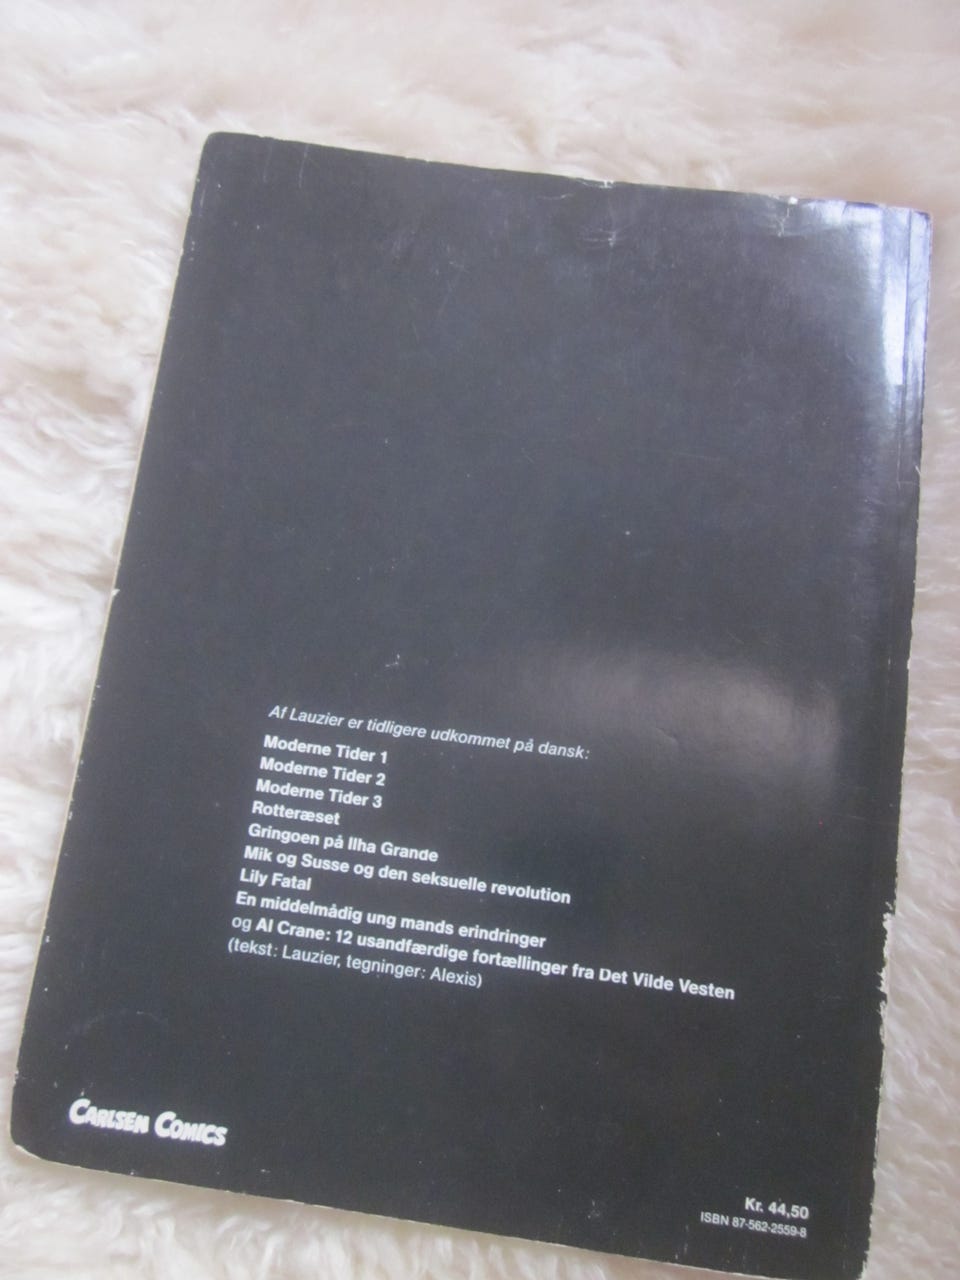 Af Lauzier er tidligere udkommet på dansk:
Moderne Tider 1
Moderne Tider 2
Moderne Tider 3
Rotteræset
Gringoen på Ilha Grande
Mik og Susse og den seksuelle revolution
Lily Fatal
En middelmådig ung mands erindringer
og Al Crane: 12 usandfærdige fortællinger fra Det Vilde Vesten
(tekst: Lauzier, tegninger: Alexis)
CARLSEN COMICS
Kr. 44,50
ISBN 87-562-2559-8